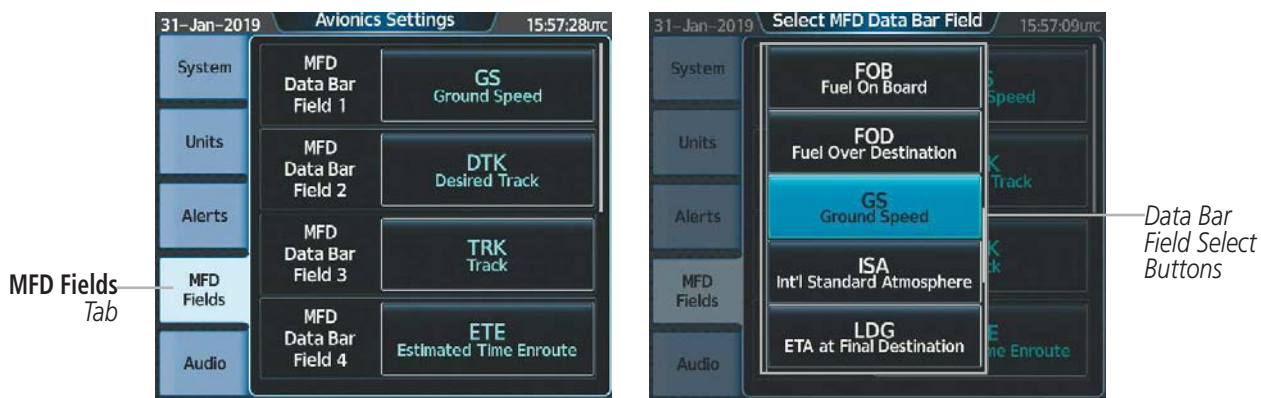 31–Jan–2019
Avionics Settings
15:57:28UTC
System
Units
Alerts
MFD
Fields
Audio
MFD
Data Bar
Field 1
GS
Ground Speed
MFD
Data Bar
Field 2
DTK
Desired Track
MFD
Data Bar
Field 3
TRK
Track
MFD
Data Bar
Field 4
ETE
Estimated Time Enroute
MFD Fields
Tab
31–Jan–2019
Select MFD Data Bar Field
15:57:09UTC
System
Units
Alerts
MFD
Fields
Audio
FOB
Fuel On Board
FOD
Fuel Over Destination
GS
Ground Speed
ISA
Int'l Standard Atmosphere
LDG
ETA at Final Destination
S
Speed
K
Track
K
k
E
me Enroute
Data Bar
Field Select
Buttons